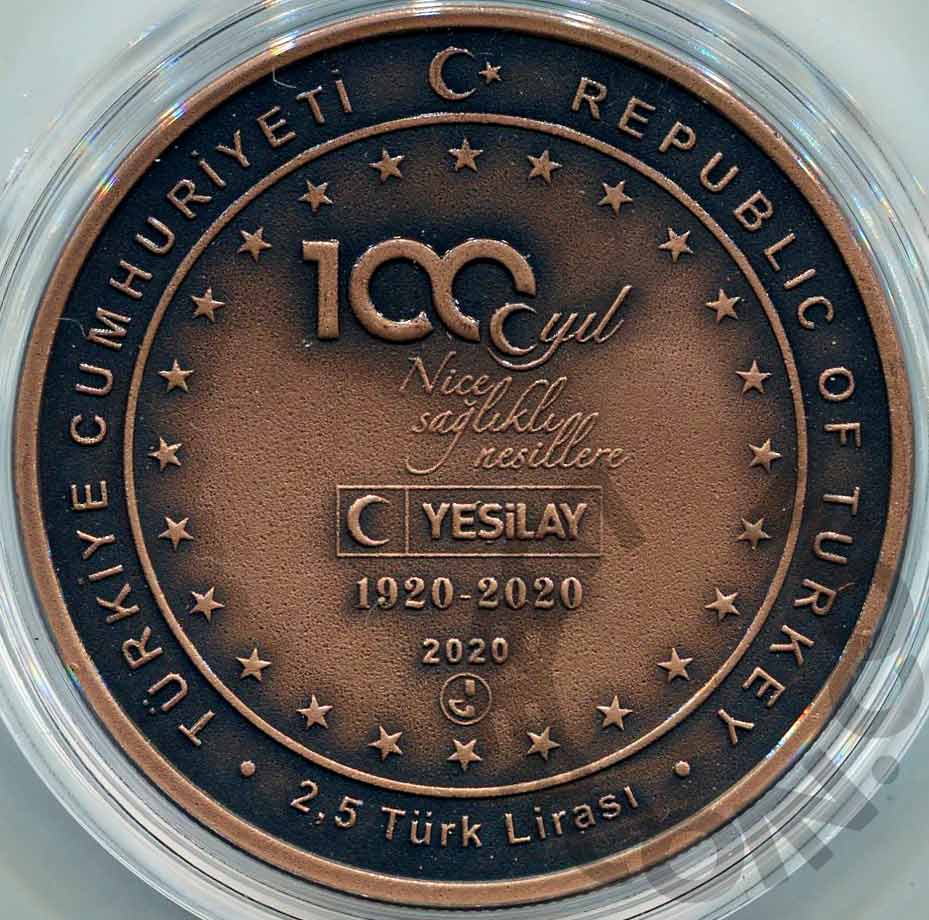 TÜRKİYE CUMHURİYETİ
REPUBLIC OF TURKEY
100 yıl
Nice
sağlıklı
nesillere
YEŞİLAY
1920-2020
2020
2,5 Türk Lirası